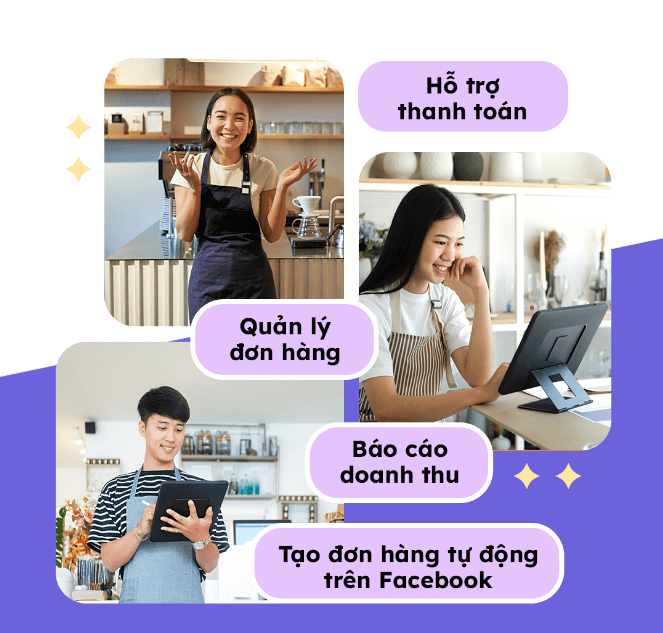 Hỗ trợ
thanh toán
Quản lý
đơn hàng
Báo cáo
doanh thu
Tạo đơn hàng tự động
trên Facebook